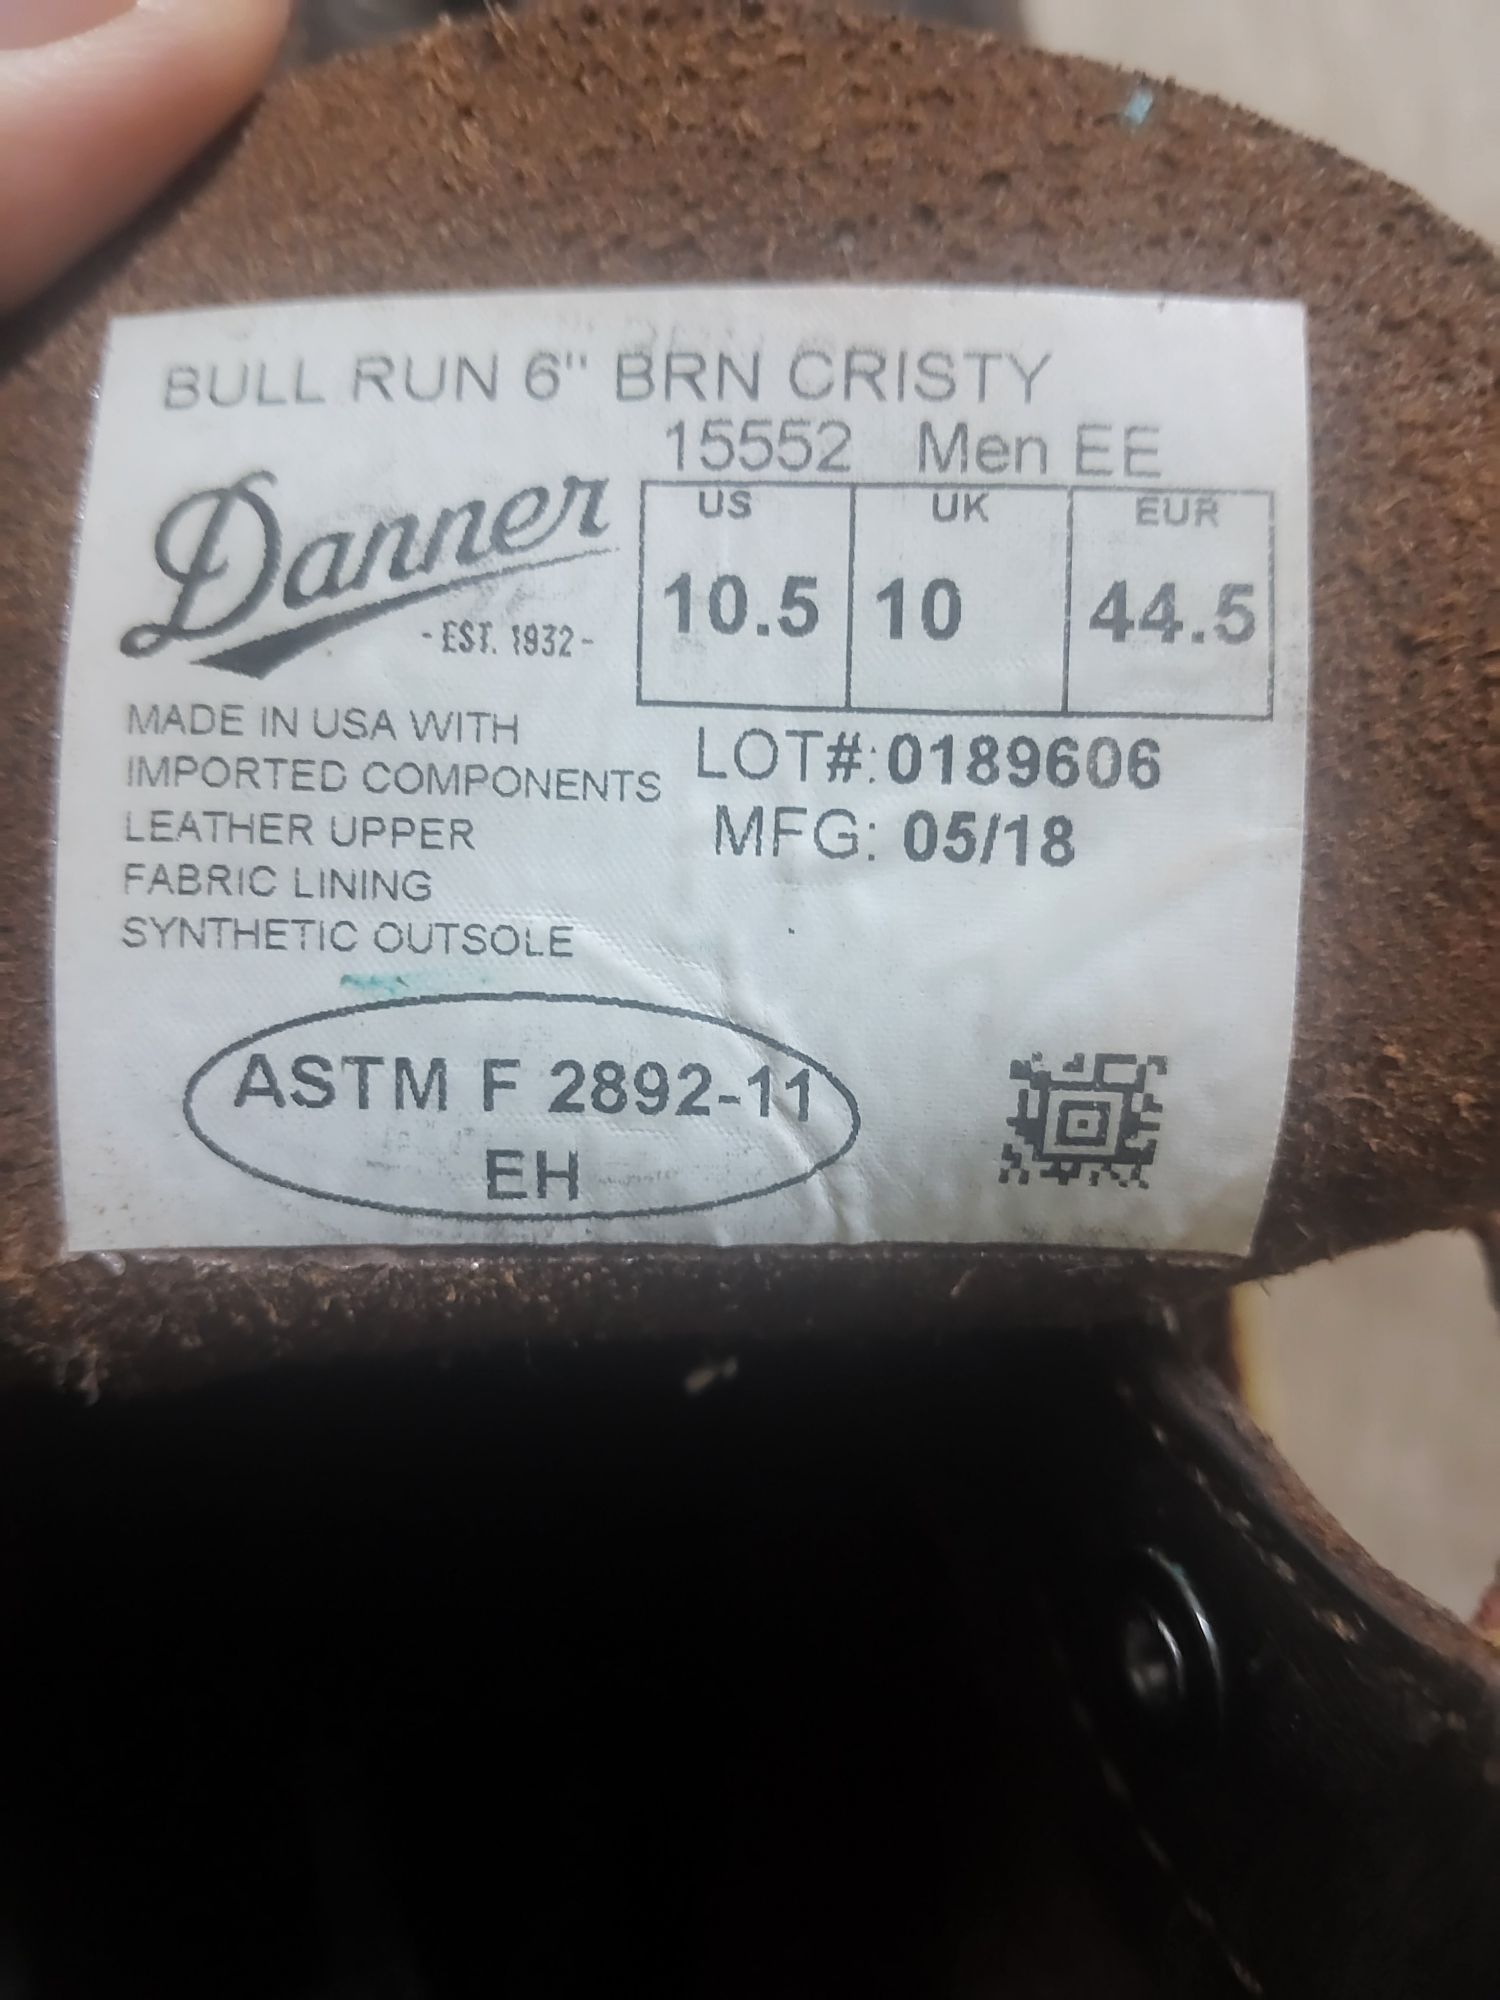 BULL RUN 6" BRN CRISTY
15552 Men EE
Danner
- EST. 1932 -
US UK EUR
10.5 10 44.5
MADE IN USA WITH
IMPORTED COMPONENTS
LEATHER UPPER
FABRIC LINING
SYNTHETIC OUTSOLE
LOT#:0189606
MFG: 05/18
ASTM F 2892-11
EH